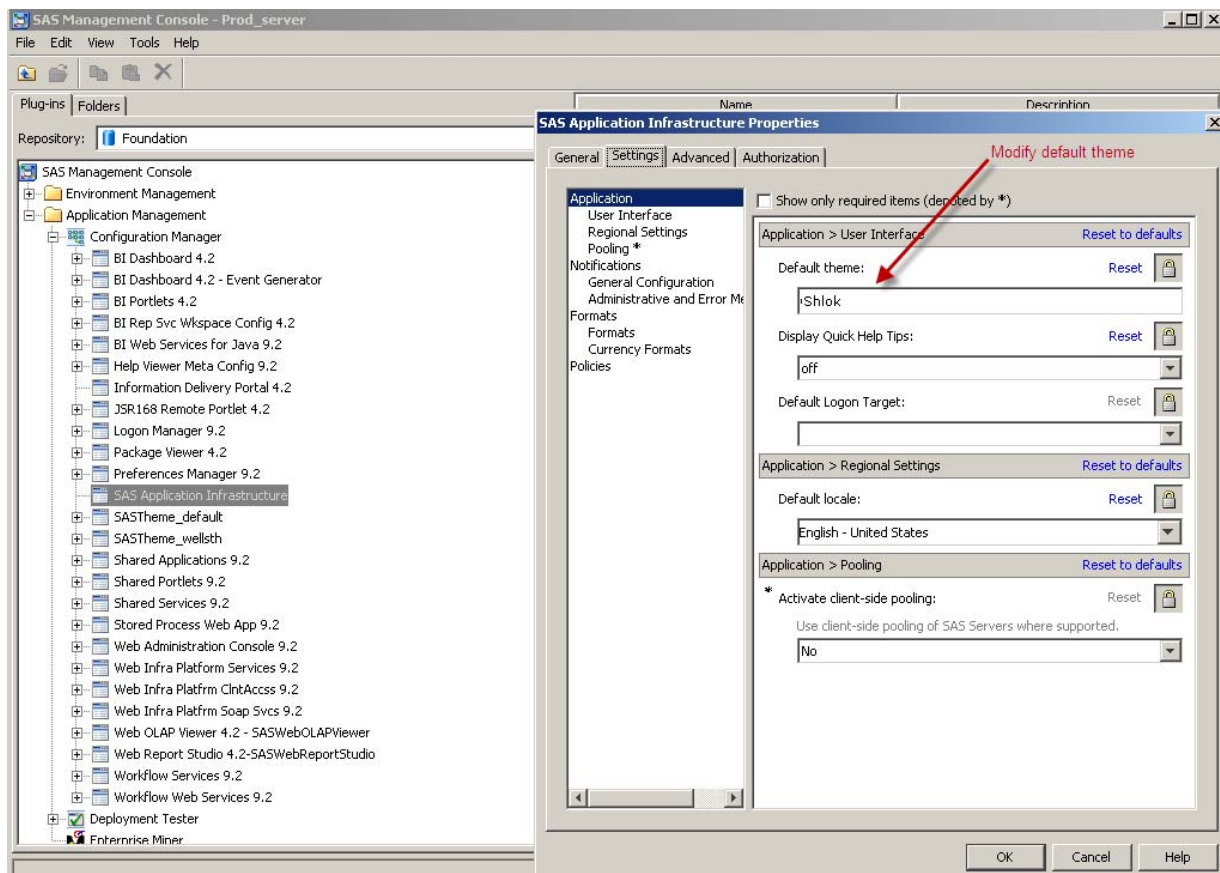 SAS Management Console - Prod_server
File Edit View Tools Help
Plug-ins Folders
Repository: Foundation
SAS Management Console
Environment Management
Application Management
Configuration Manager
BI Dashboard 4.2
BI Dashboard 4.2 - Event Generator
BI Portlets 4.2
BI Rep Svc Wkspace Config 4.2
BI Web Services for Java 9.2
Help Viewer Meta Config 9.2
Information Delivery Portal 4.2
JSR168 Remote Portlet 4.2
Logon Manager 9.2
Package Viewer 4.2
Preferences Manager 9.2
SAS Application Infrastructure
SASTheme_default
SASTheme_wellsth
Shared Applications 9.2
Shared Portlets 9.2
Shared Services 9.2
Stored Process Web App 9.2
Web Administration Console 9.2
Web Infra Platform Services 9.2
Web Infra Platfrm ClntAccss 9.2
Web Infra Platfrm Soap Svcs 9.2
Web OLAP Viewer 4.2 - SASWebOLAPViewer
Web Report Studio 4.2-SASWebReportStudio
Workflow Services 9.2
Workflow Web Services 9.2
Deployment Tester
Enterprise Miner
Name Description
SAS Application Infrastructure Properties
General Settings Advanced Authorization
Modify default theme
Application
User Interface
Regional Settings
Pooling *
Notifications
General Configuration
Administrative and Error Me
Formats
Formats
Currency Formats
Policies
Show only required items (denoted by *)
Application > User Interface Reset to defaults
Default theme: Reset
Shlok
Display Quick Help Tips: Reset
off
Default Logon Target: Reset
Application > Regional Settings Reset to defaults
Default locale: Reset
English - United States
Application > Pooling Reset to defaults
* Activate client-side pooling: Reset
Use client-side pooling of SAS Servers where supported.
No
OK Cancel Help